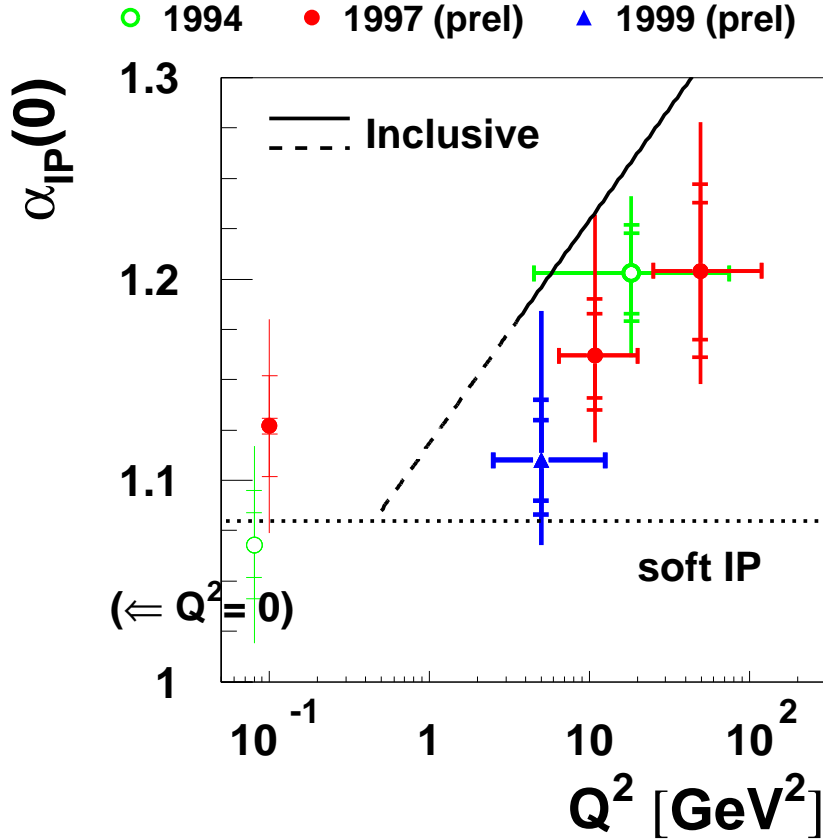 1994 1997 (prel) 1999 (prel)
α_IP(0)
1.3
1.2
1.1
1
Inclusive
soft IP
(⇐ Q²= 0)
10⁻¹ 1 10 10²
Q² [GeV²]